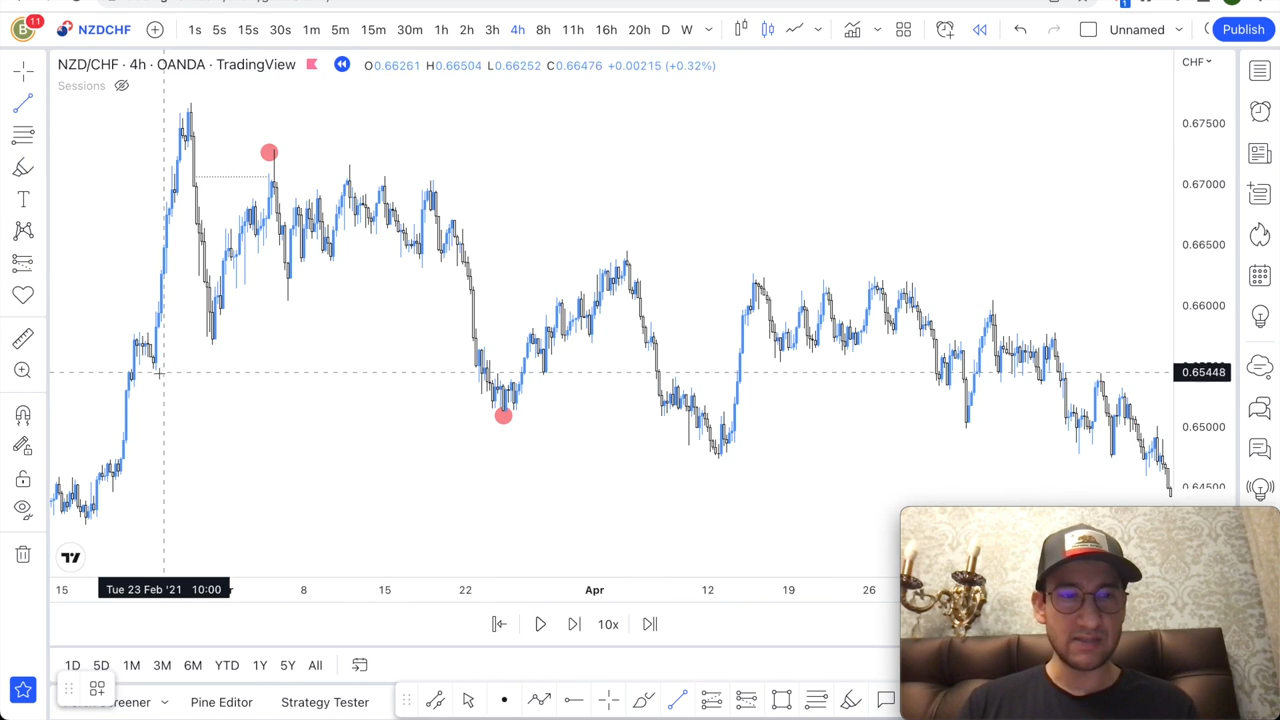 B 11 NZDCHF 1s 5s 15s 30s 1m 5m 15m 30m 1h 2h 3h 4h 8h 11h 16h 20h D W Unnamed Publish
NZD/CHF · 4h · OANDA · TradingView O0.66261 H0.66504 L0.66252 C0.66476 +0.00215 (+0.32%) CHF
Sessions
0.67500
0.67000
0.66500
0.66000
0.65448
0.65000
0.64500
Tue 23 Feb '21 10:00
15 8 15 22 Apr 12 19 26
10x
1D 5D 1M 3M 6M YTD 1Y 5Y All
Screener Pine Editor Strategy Tester